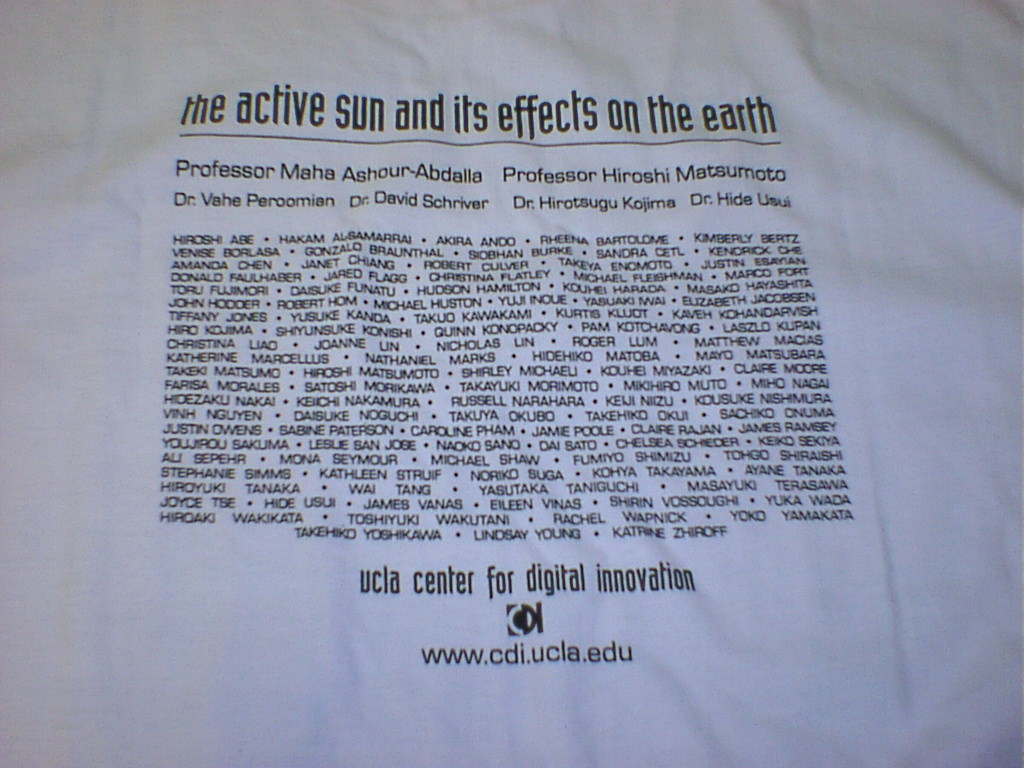 the active sun and its effects on the earth
Professor Maha Ashour-Abdalla Professor Hiroshi Matsumoto
Dr. Vahe Peroomian Dr. David Schriver Dr. Hirotsugu Kojima Dr. Hide Usui
HIROSHI ABE • HAKAM ALSAMARRAI • AKIRA ANDO • RHEENA BARTOLOME • KIMBERLY BERTZ
VENISE BORLASA • GONZALO BRAUNTHAL • SIOBHAN BURKE • SANDRA CETL • KENDRICK CHE
AMANDA CHEN • JANET CHIANG • ROBERT CULVER • TAKEYA ENOMOTO • JUSTIN ESAYIAN
DONALD FAULHABER • JARED FLAGG • CHRISTINA FLATLEY • MICHAEL FLEISHMAN • MARCO FORT
TORU FUJIMORI • DAISUKE FUNATU • HUDSON HAMILTON • KOUHEI HARADA • MASAKO HAYASHITA
JOHN HODDER • ROBERT HOM • MICHAEL HUSTON • YUJI INOUE • YASUAKI IWAI • ELIZABETH JACOBSEN
TIFFANY JONES • YUSUKE KANDA • TAKUO KAWAKAMI • KURTIS KLUDT • KAVEH KOHANDARVISH
HIRO KOJIMA • SHIYUNSUKE KONISHI • QUINN KONOPACKY • PAM KOTCHAVONG • LASZLO KUPAN
CHRISTINA LIAO • JOANNE LIN • NICHOLAS LIN • ROGER LUM • MATTHEW MACIAS
KATHERINE MARCELLUS • NATHANIEL MARKS • HIDEHIKO MATOBA • MAYO MATSUBARA
TAKEKI MATSUMO • HIROSHI MATSUMOTO • SHIRLEY MICHAELI • KOUHEI MIYAZAKI • CLAIRE MOORE
FARISA MORALES • SATOSHI MORIKAWA • TAKAYUKI MORIMOTO • MIKIHIRO MUTO • MIHO NAGAI
HIDEZAKU NAKAI • KEIICHI NAKAMURA • RUSSELL NARAHARA • KEIJI NIIZU • KOUSUKE NISHIMURA
VINH NGUYEN • DAISUKE NOGUCHI • TAKUYA OKUBO • TAKEHIKO OKUI • SACHIKO ONUMA
JUSTIN OWENS • SABINE PATERSON • CAROLINE PHAM • JAMIE POOLE • CLAIRE RAJAN • JAMES RAMSEY
YOUJIROU SAKUMA • LESLIE SAN JOSE • NAOKO SANO • DAI SATO • CHELSEA SCHIEDER • KEIKO SEKIYA
ALI SEPEHR • MONA SEYMOUR • MICHAEL SHAW • FUMIYO SHIMIZU • TOHGO SHIRAISHI
STEPHANIE SIMMS • KATHLEEN STRUIF • NORIKO SUGA • KOHYA TAKAYAMA • AYANE TANAKA
HIROYUKI TANAKA • WAI TANG • YASUTAKA TANIGUCHI • MASAYUKI TERASAWA
JOYCE TSE • HIDE USUI • JAMES VANAS • EILEEN VINAS • SHIRIN VOSSOUGHI • YUKA WADA
HIROAKI WAKIKATA • TOSHIYUKI WAKUTANI • RACHEL WAPNICK • YOKO YAMAKATA
TAKEHIKO YOSHIKAWA • LINDSAY YOUNG • KATRINE ZHIROFF
ucla center for digital innovation
CDI
www.cdi.ucla.edu